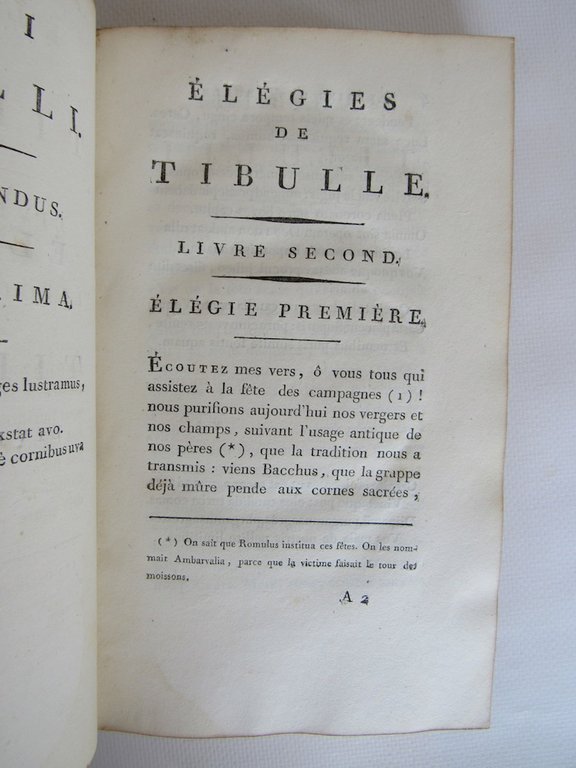 I
LLI.
NDUS.
IMA.
ges lustramus,
xstat avo.
è cornibus uva
ÉLÉGIES
DE
TIBULLE.
LIVRE SECOND.
ÉLÉGIE PREMIÈRE.
ÉCOUTEZ mes vers, ô vous tous qui
assistez à la fête des campagnes (1) !
nous purifions aujourd'hui nos vergers et
nos champs, suivant l'usage antique de
nos pères (*), que la tradition nous a
transmis : viens Bacchus, que la grappe
déjà mûre pende aux cornes sacrées,
(*) On sait que Romulus institua ces fêtes. On les nom-
mait Ambarvalia, parce que la victime faisait le tour des
moissons.
A 2